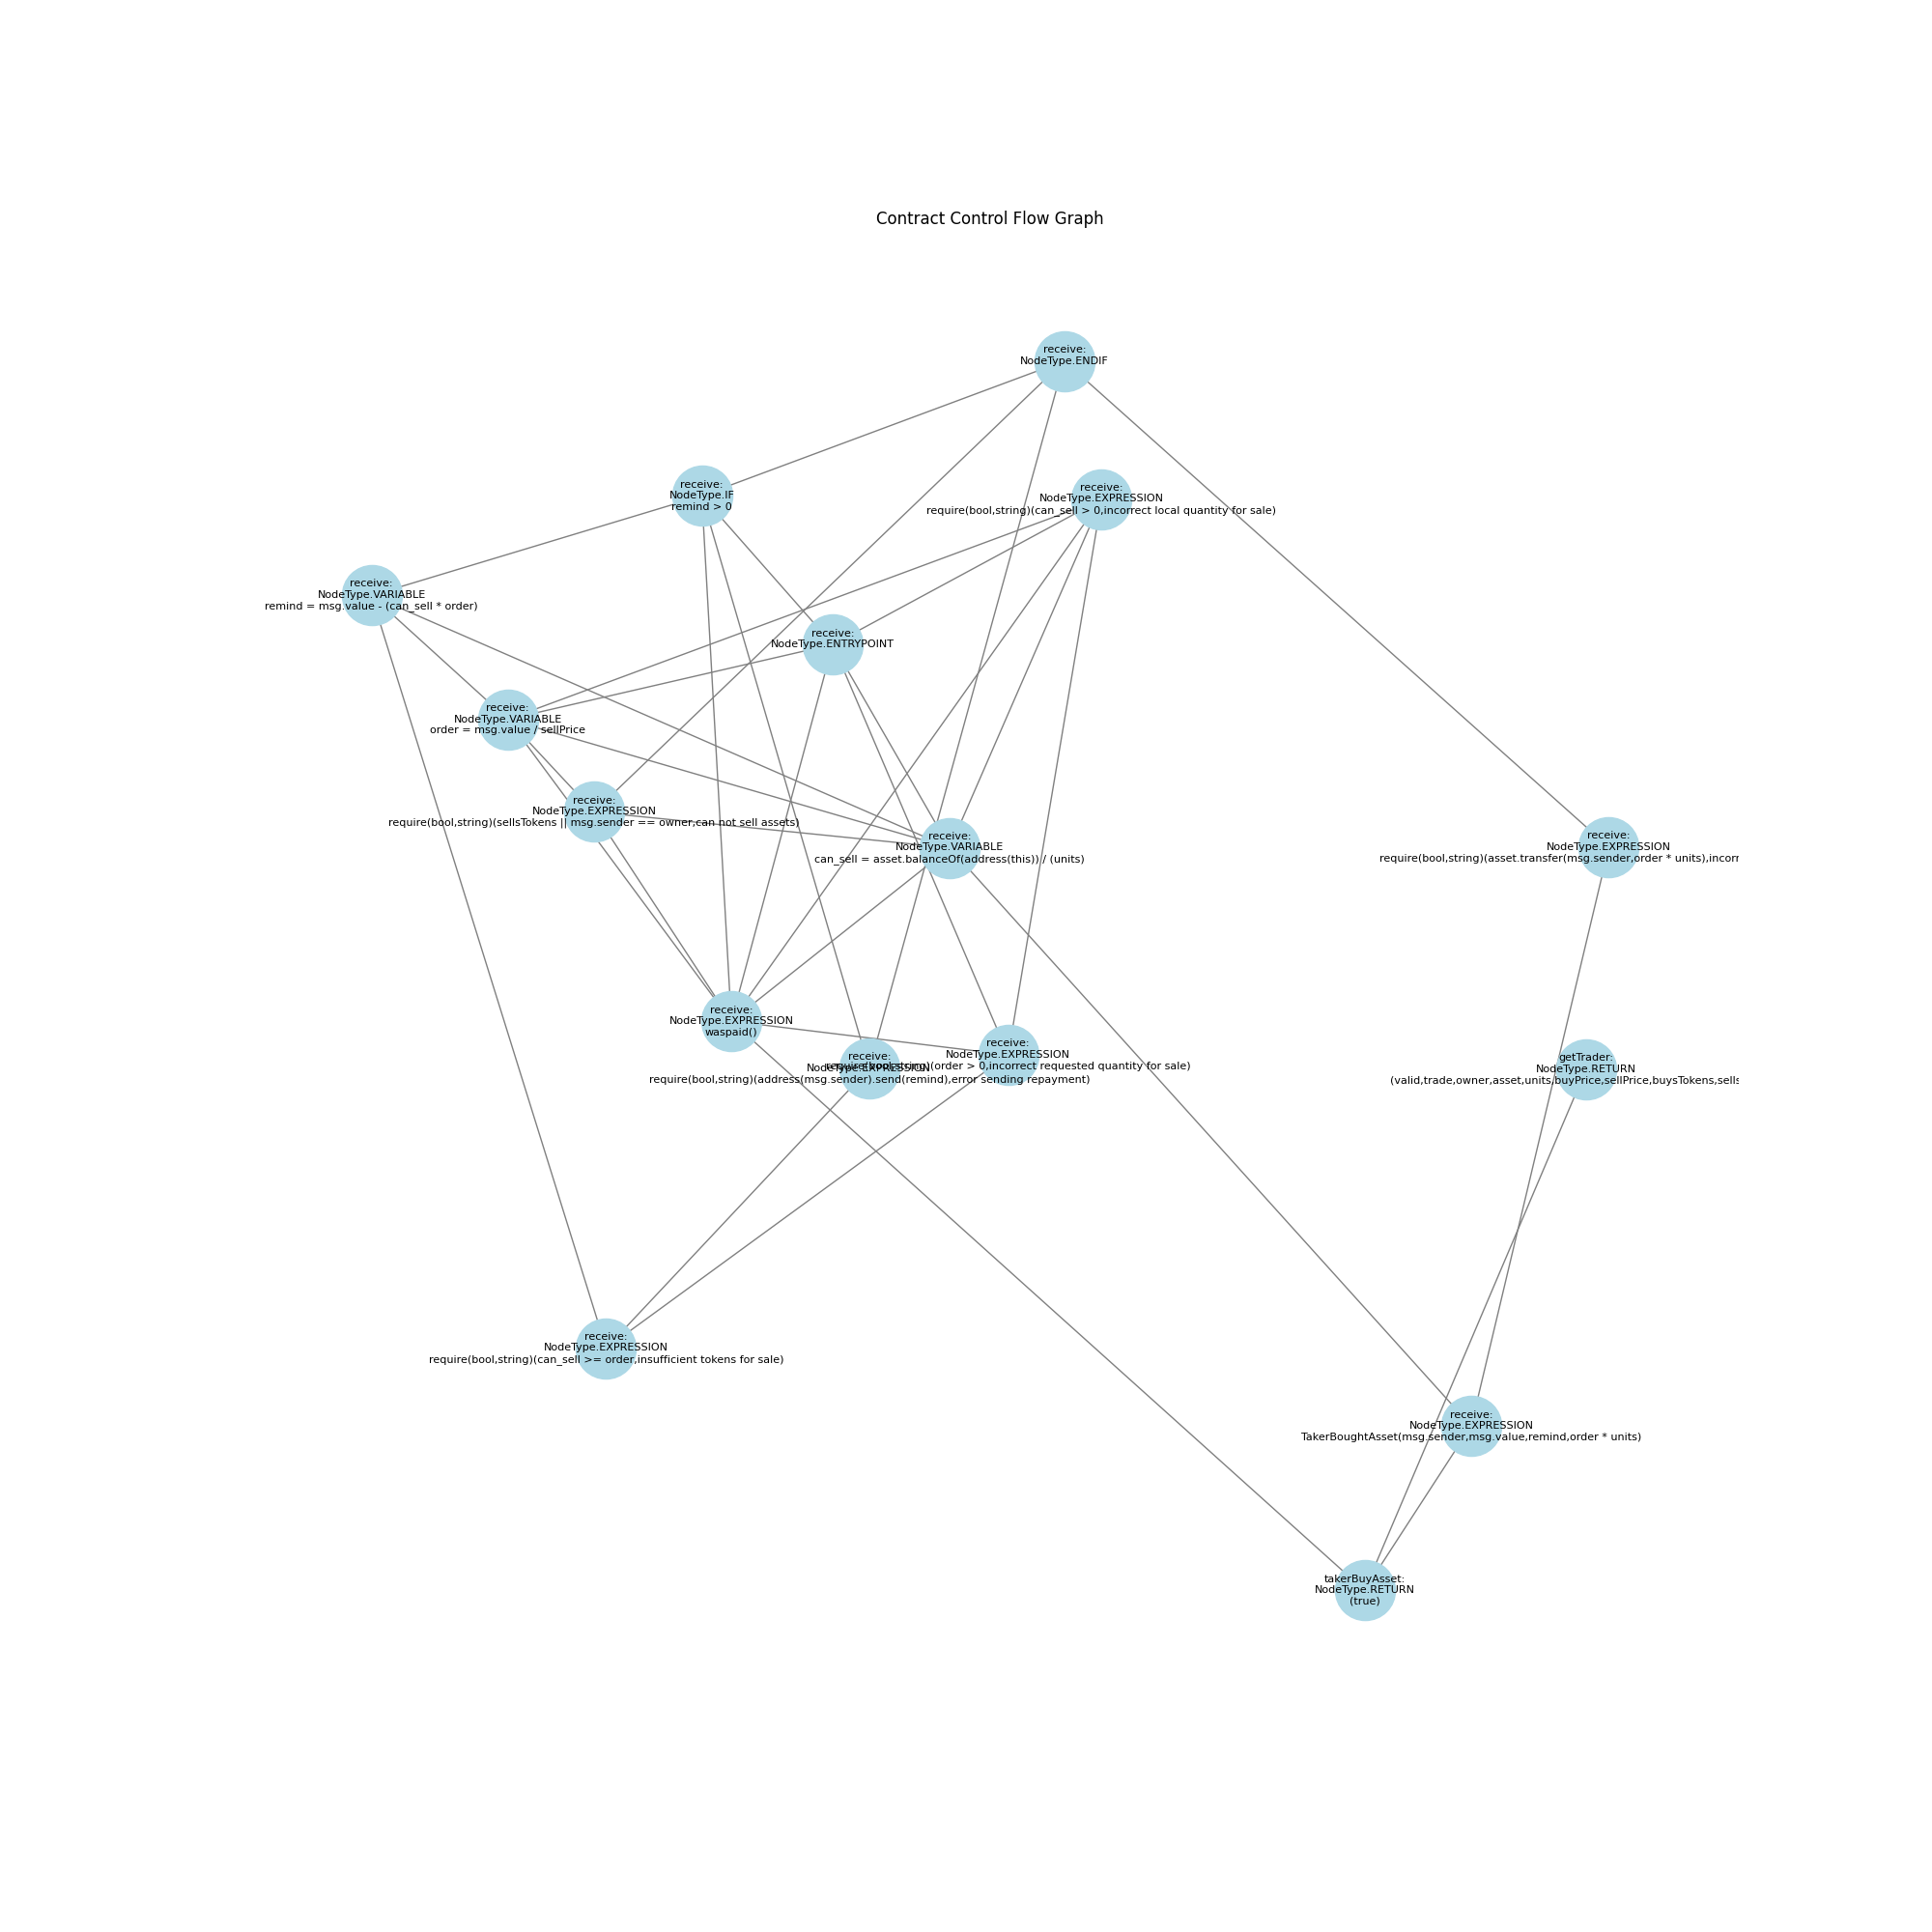 Contract Control Flow Graph
receive:
NodeType.ENDIF
receive:
NodeType.IF
remind > 0
receive:
NodeType.EXPRESSION
require(bool,string)(can_sell > 0,incorrect local quantity for sale)
receive:
NodeType.VARIABLE
remind = msg.value - (can_sell * order)
receive:
NodeType.ENTRYPOINT
receive:
NodeType.VARIABLE
order = msg.value / sellPrice
receive:
NodeType.EXPRESSION
require(bool,string)(sellsTokens || msg.sender == owner,can not sell assets)
receive:
NodeType.VARIABLE
can_sell = asset.balanceOf(address(this)) / (units)
receive:
NodeType.EXPRESSION
require(bool,string)(asset.transfer(msg.sender,order * units),incorr
receive:
NodeType.EXPRESSION
waspaid()
receive:
NodeType.EXPRESSION
require(bool,string)(order > 0,incorrect requested quantity for sale)
receive:
NodeType.EXPRESSION
require(bool,string)(address(msg.sender).send(remind),error sending repayment)
getTrader:
NodeType.RETURN
(valid,trade,owner,asset,units,buyPrice,sellPrice,buysTokens,sells
receive:
NodeType.EXPRESSION
require(bool,string)(can_sell >= order,insufficient tokens for sale)
receive:
NodeType.EXPRESSION
TakerBoughtAsset(msg.sender,msg.value,remind,order * units)
takerBuyAsset:
NodeType.RETURN
(true)